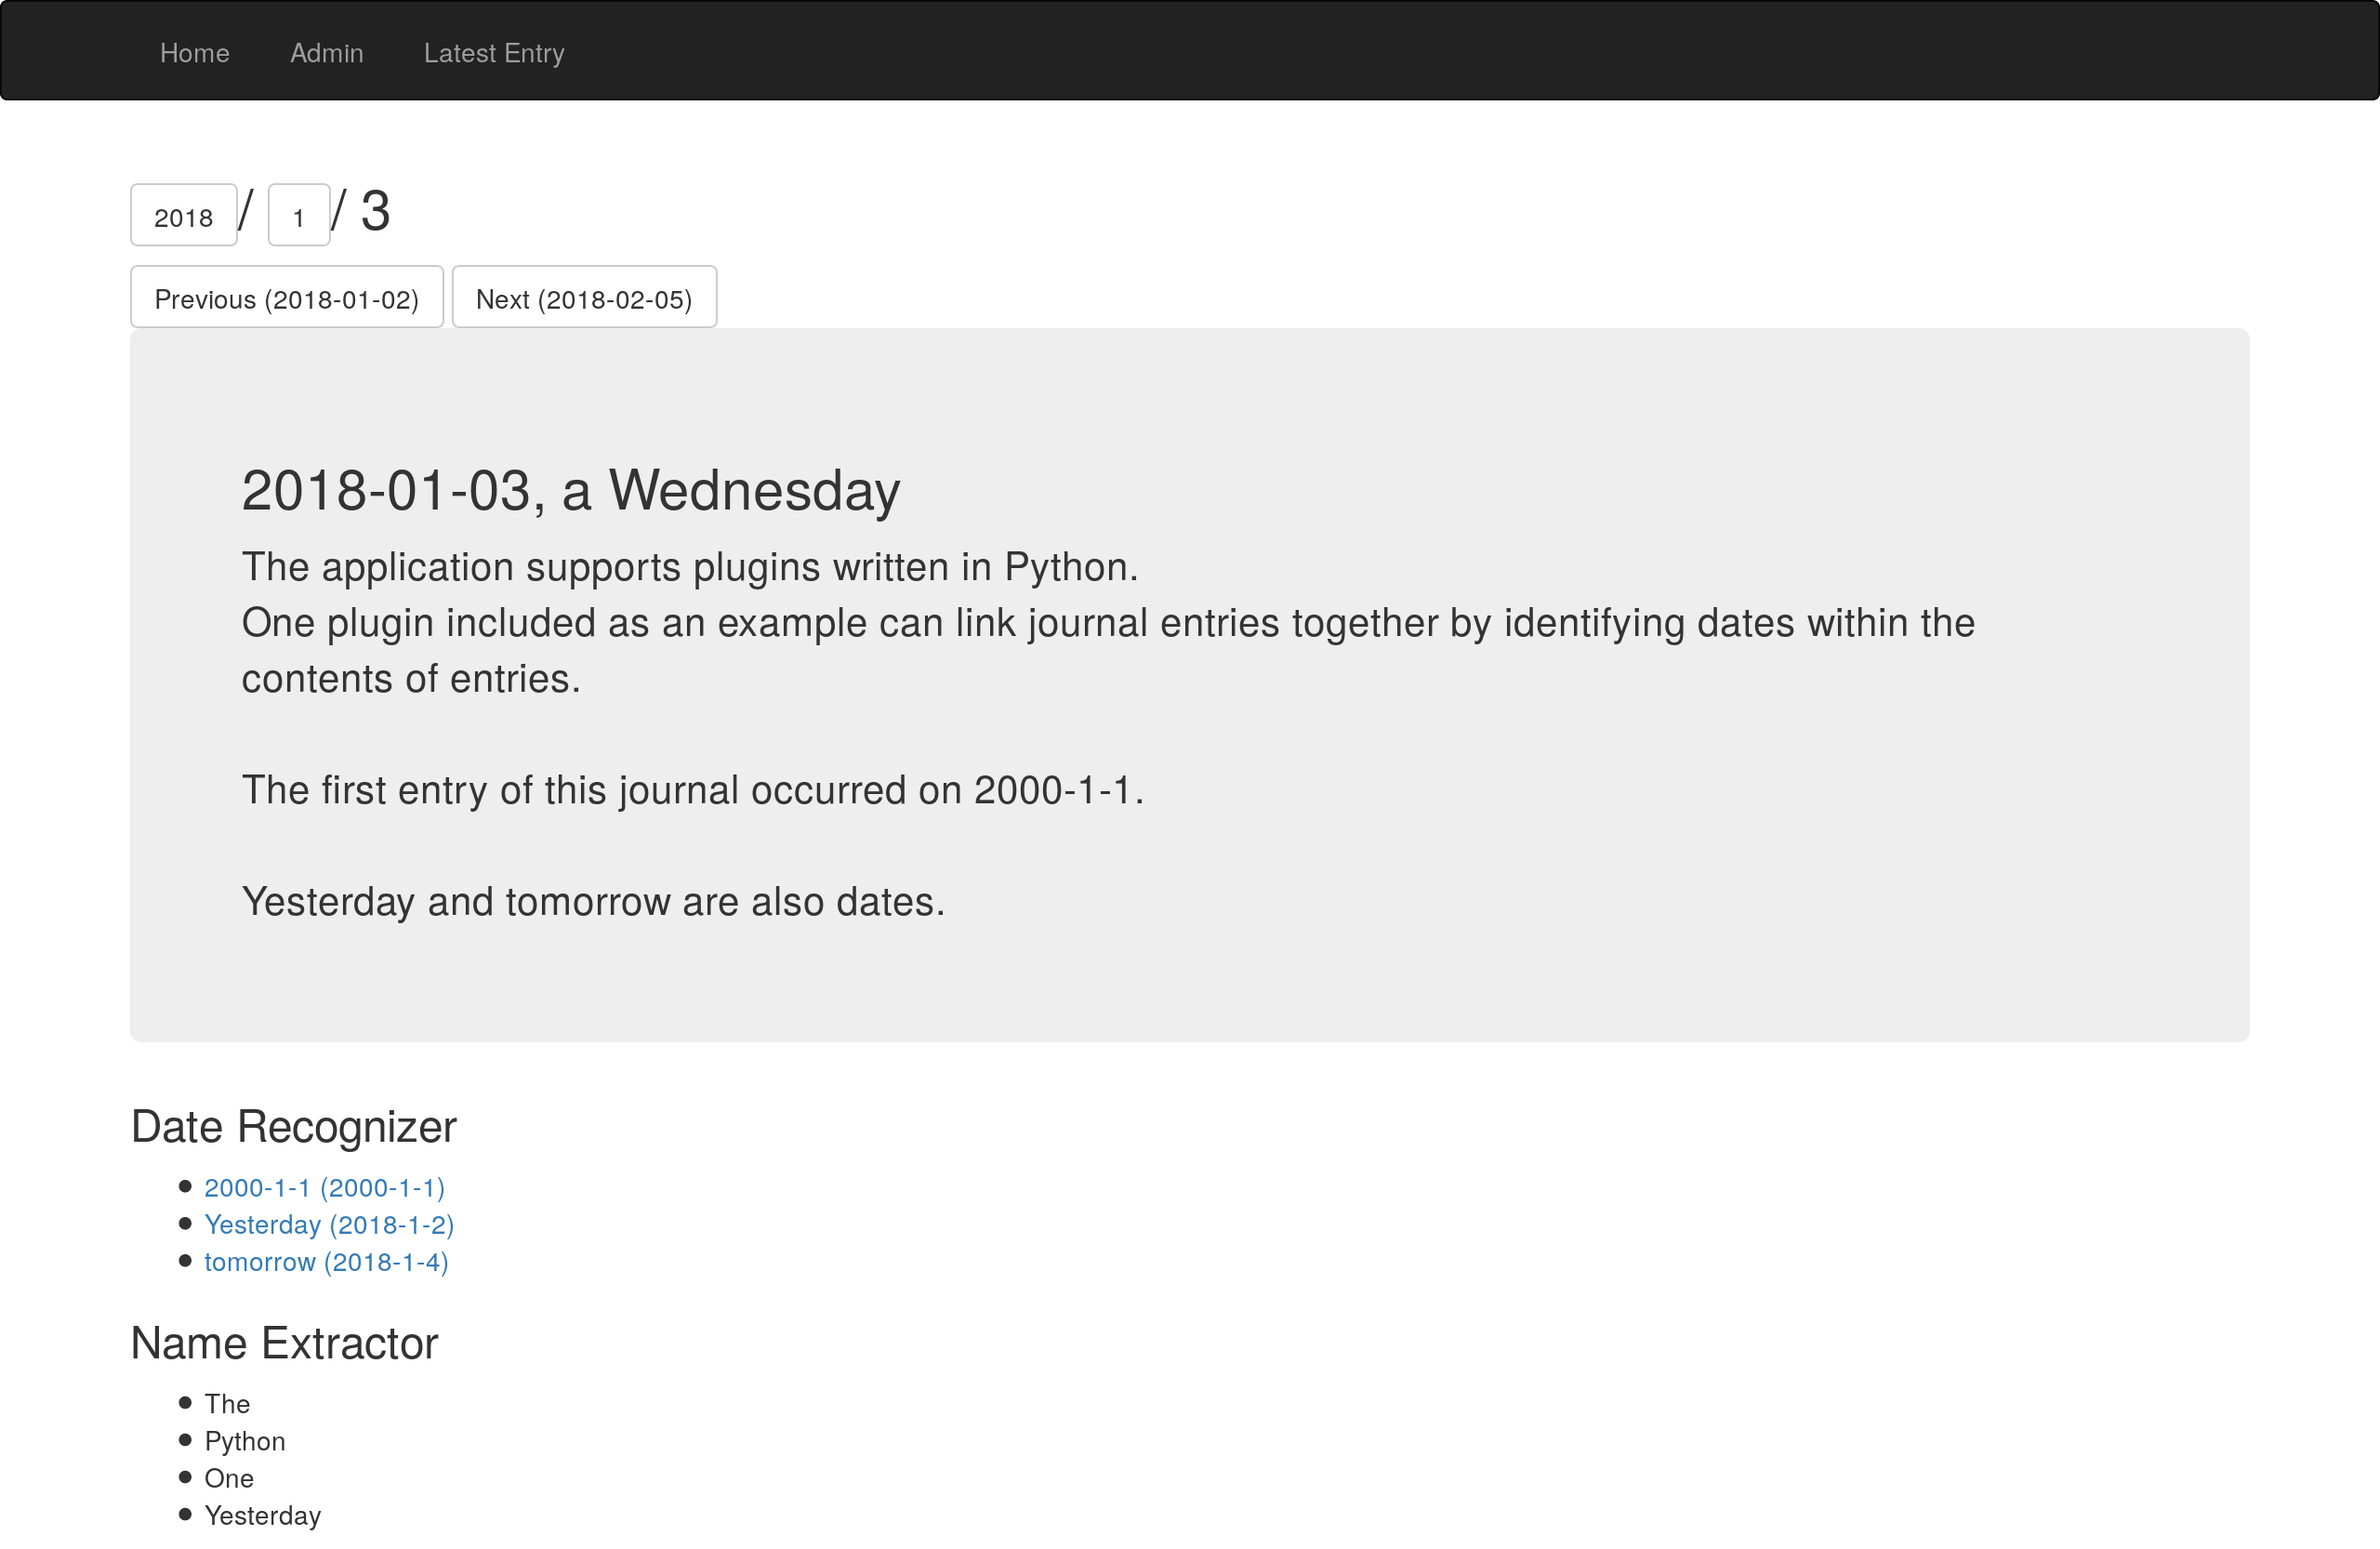 Home Admin Latest Entry
2018 / 1 / 3
Previous (2018-01-02) Next (2018-02-05)
2018-01-03, a Wednesday
The application supports plugins written in Python.
One plugin included as an example can link journal entries together by identifying dates within the
contents of entries.
The first entry of this journal occurred on 2000-1-1.
Yesterday and tomorrow are also dates.
Date Recognizer
2000-1-1 (2000-1-1)
Yesterday (2018-1-2)
tomorrow (2018-1-4)
Name Extractor
The
Python
One
Yesterday